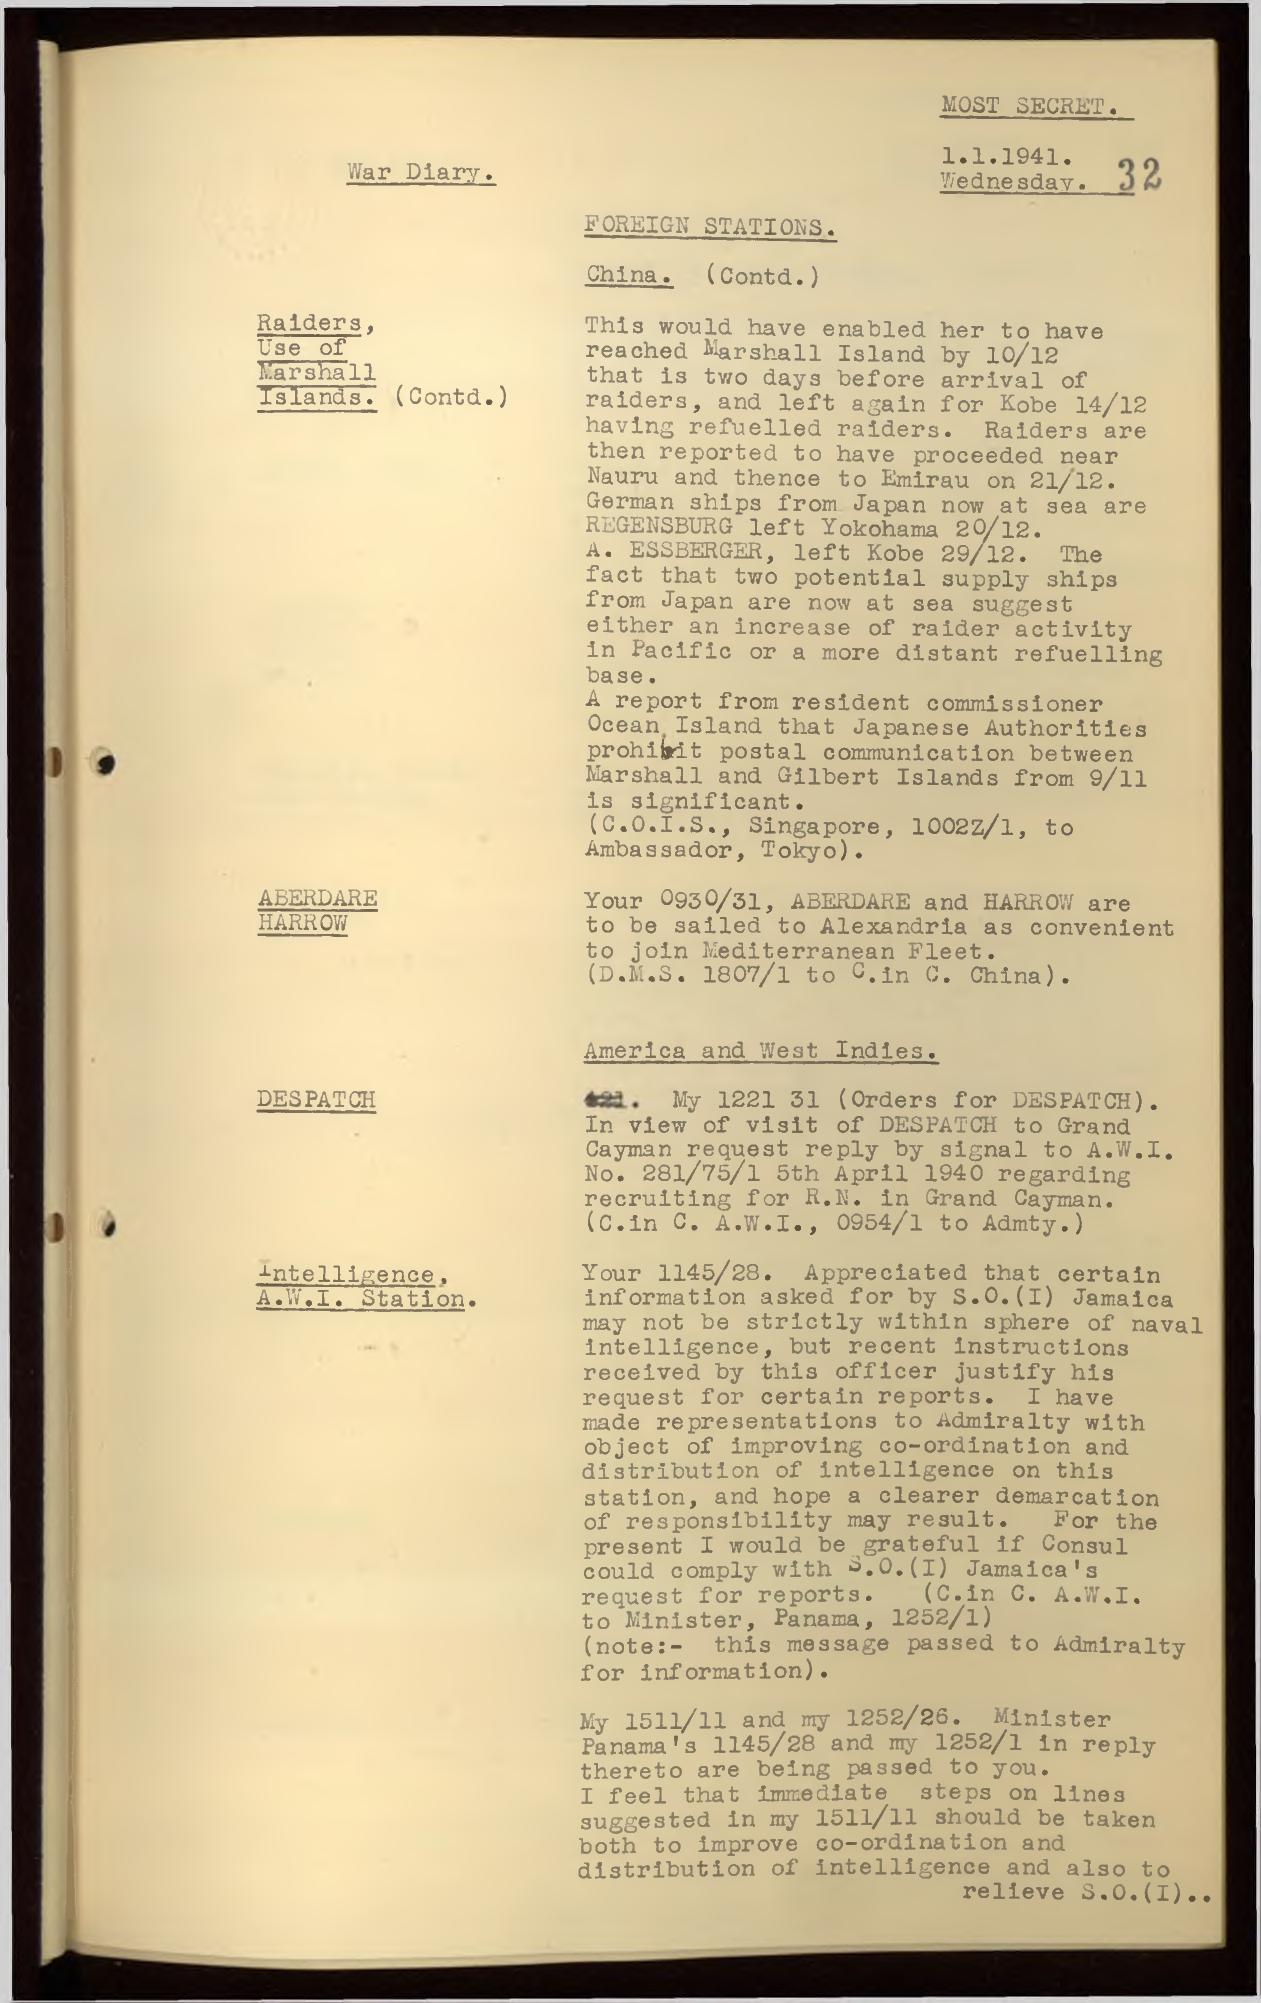 MOST SECRET.
1.1.1941.
War Diary.
Wednesday. 32
FOREIGN STATIONS.
China. (Contd.)
Raiders,
Use of
Marshall
Islands. (Contd.)
This would have enabled her to have
reached Marshall Island by 10/12
that is two days before arrival of
raiders, and left again for Kobe 14/12
having refuelled raiders. Raiders are
then reported to have proceeded near
Nauru and thence to Emirau on 21/12.
German ships from Japan now at sea are
REGENSBURG left Yokohama 20/12.
A. ESSBERGER, left Kobe 29/12. The
fact that two potential supply ships
from Japan are now at sea suggest
either an increase of raider activity
in Pacific or a more distant refuelling
base.
A report from resident commissioner
Ocean Island that Japanese Authorities
prohibit postal communication between
Marshall and Gilbert Islands from 9/11
is significant.
(C.O.I.S., Singapore, 1002Z/1, to
Ambassador, Tokyo).
ABERDARE
HARROW
Your 0930/31, ABERDARE and HARROW are
to be sailed to Alexandria as convenient
to join Mediterranean Fleet.
(D.M.S. 1807/1 to C.in C. China).
America and West Indies.
DESPATCH
My 1221 31 (Orders for DESPATCH).
In view of visit of DESPATCH to Grand
Cayman request reply by signal to A.W.I.
No. 281/75/1 5th April 1940 regarding
recruiting for R.N. in Grand Cayman.
(C.in C. A.W.I., 0954/1 to Admty.)
Intelligence,
A.W.I. Station.
Your 1145/28. Appreciated that certain
information asked for by S.O.(I) Jamaica
may not be strictly within sphere of naval
intelligence, but recent instructions
received by this officer justify his
request for certain reports. I have
made representations to Admiralty with
object of improving co-ordination and
distribution of intelligence on this
station, and hope a clearer demarcation
of responsibility may result. For the
present I would be grateful if Consul
could comply with S.O.(I) Jamaica's
request for reports. (C.in C. A.W.I.
to Minister, Panama, 1252/1)
(note:- this message passed to Admiralty
for information).
My 1511/11 and my 1252/26. Minister
Panama's 1145/28 and my 1252/1 in reply
thereto are being passed to you.
I feel that immediate steps on lines
suggested in my 1511/11 should be taken
both to improve co-ordination and
distribution of intelligence and also to
relieve S.O.(I)..